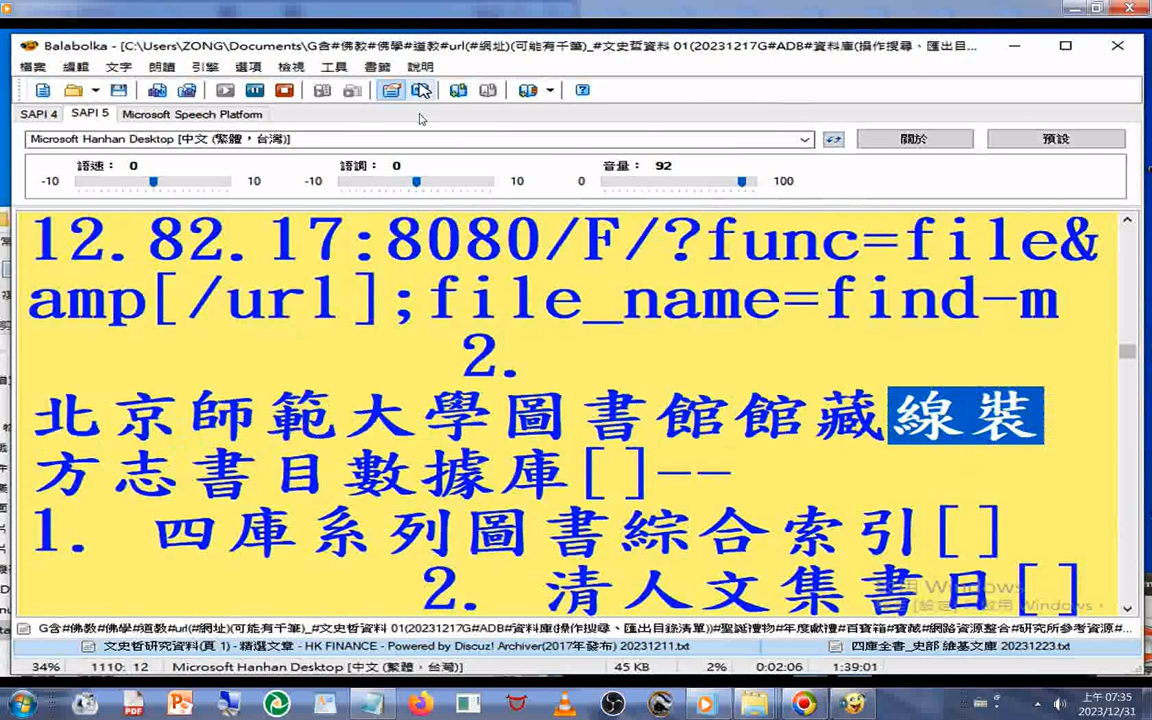 Balabolka - [C:\Users\ZONG\Documents\G含#佛教#佛學#道教#url(#網址)(可能有千筆)_#文史哲資料 01(20231217G#ADB#資料庫(操作搜尋、匯出目...
檔案 編輯 文字 朗讀 引擎 選項 檢視 工具 書籤 說明
SAPI 4 SAPI 5 Microsoft Speech Platform
Microsoft Hanhan Desktop [中文 (繁體，台灣)] 關於 預設
語速： 0 語調： 0 音量： 92
-10 10 -10 10 0 100
12.82.17:8080/F/?func=file&
amp[/url];file_name=find-m
2.
北京師範大學圖書館館藏線裝
方志書目數據庫[]--
1. 四庫系列圖書綜合索引[]
2. 清人文集書目[]
G含#佛教#佛學#道教#url(#網址)(可能有千筆)_#文史哲資料 01(20231217G#ADB#資料庫(操作搜尋、匯出目錄清單))#聖誕禮物#年度獻禮#百寶箱#寶藏#網路資源整合#研究所參考資源#...
文史哲研究資料(頁 1) - 精選文章 - HK FINANCE - Powered by Discuz! Archiver(2017年發布) 20231211.txt 四庫全書_史部 維基文庫 20231223.txt
34% 1110: 12 Microsoft Hanhan Desktop [中文 (繁體，台灣)] 45 KB 2% 0:02:06 1:39:01
上午 07:35
2023/12/31